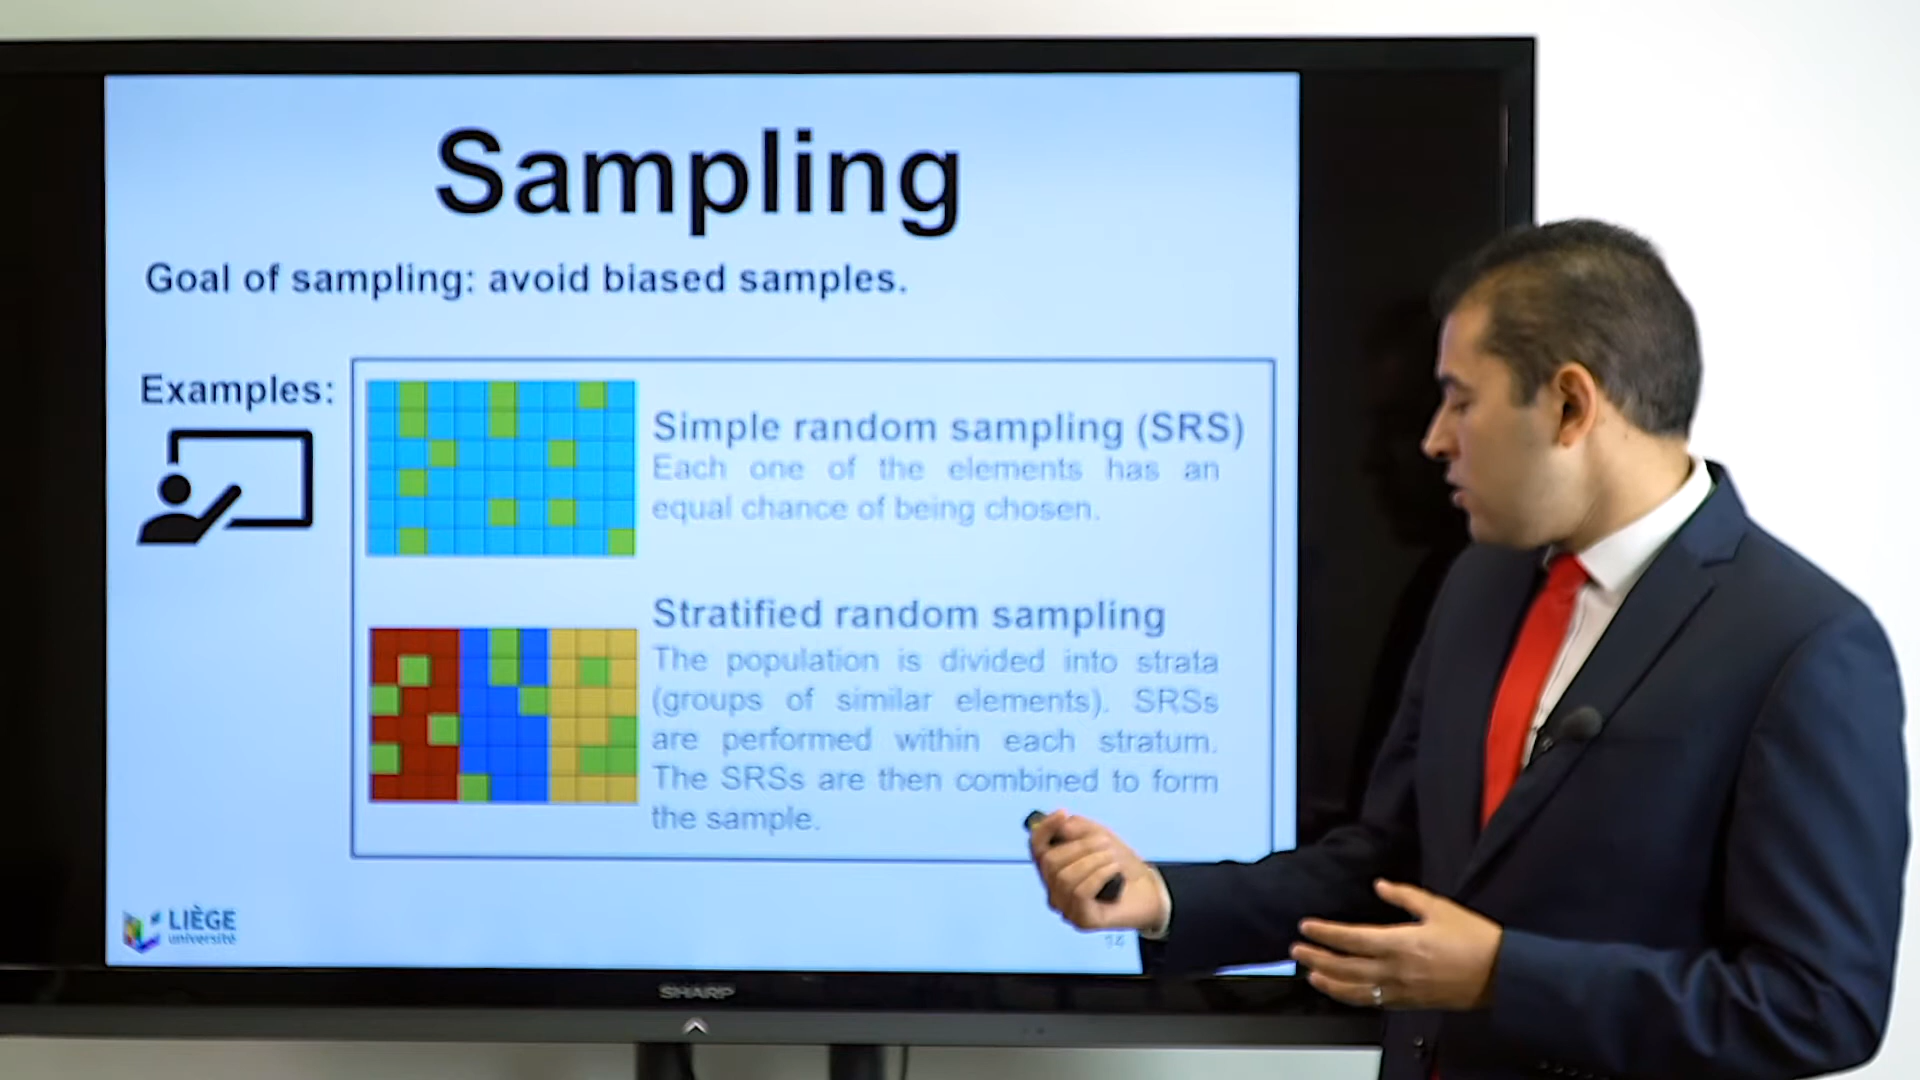 Sampling
Goal of sampling: avoid biased samples.
Examples:
Simple random sampling (SRS)
Each one of the elements has an
equal chance of being chosen.
Stratified random sampling
The population is divided into strata
(groups of similar elements). SRSs
are performed within each stratum.
The SRSs are then combined to form
the sample.
LIÈGE
université
SHARP